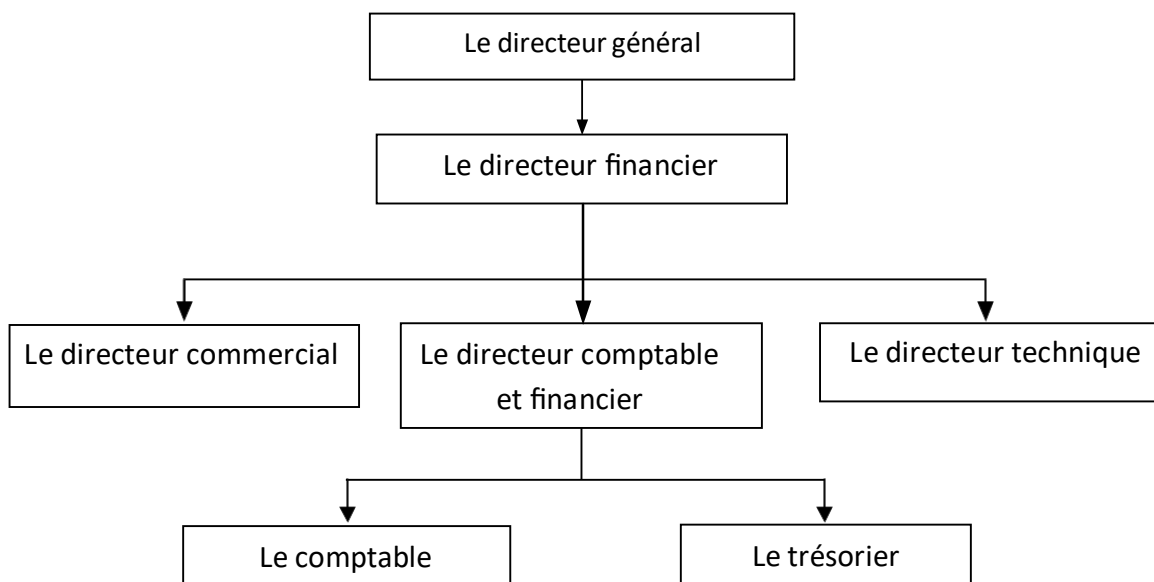 Le directeur général
Le directeur financier
Le directeur commercial
Le directeur comptable
et financier
Le directeur technique
Le comptable
Le trésorier